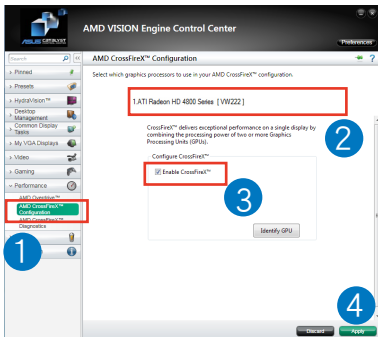 AMD VISION Engine Control Center
ASUS CATALYST
Preferences
Search
AMD CrossFireX™ Configuration
Pinned
Presets
HydraVision™
Desktop
Management
Common Display
Tasks
My VGA Displays
Video
Gaming
Performance
AMD Overdrive™
AMD CrossFireX™
Configuration
AMD CrossFireX™
Diagnostics
Select which graphics processors to use in your AMD CrossFireX™ configuration.
1.ATI Radeon HD 4800 Series [ VW222 ]
CrossFireX™ delivers exceptional performance on a single display by
combining the processing power of two or more Graphics
Processing Units (GPUs).
Configure CrossFireX™
Enable CrossFireX™
Identify GPU
1
2
3
4
Discard
Apply